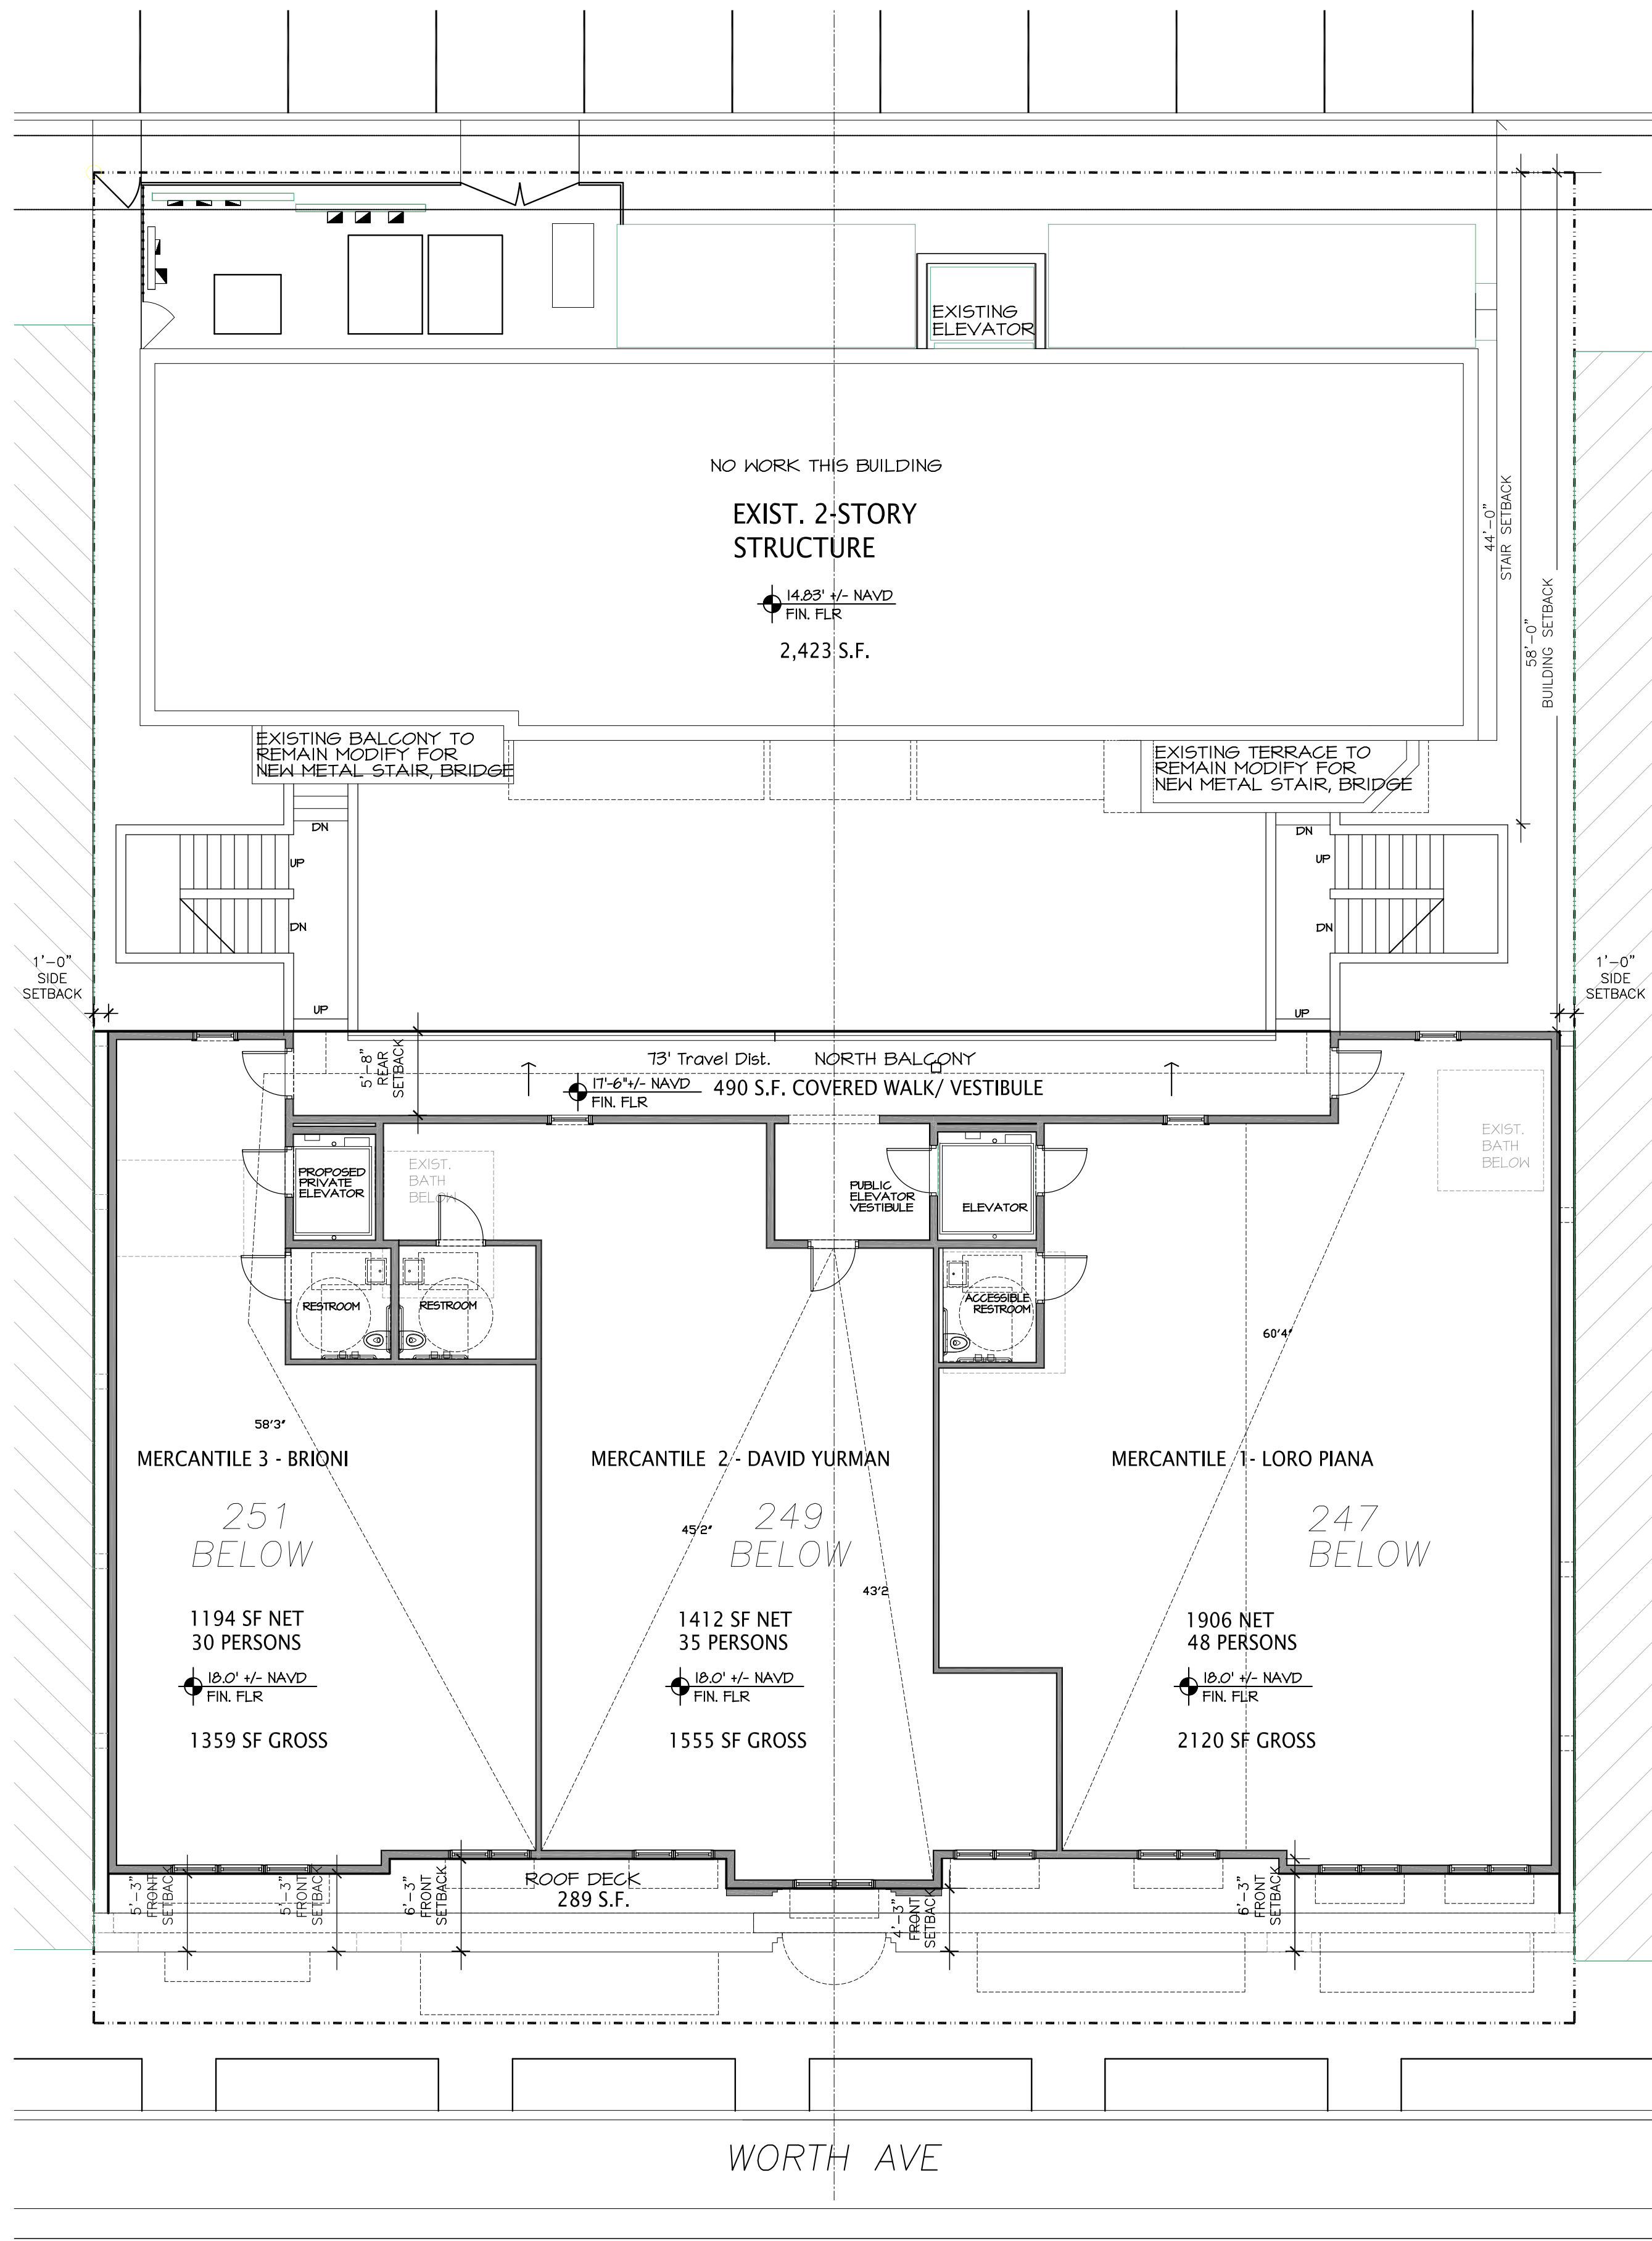 EXISTING
ELEVATOR
NO WORK THIS BUILDING
EXIST. 2-STORY
STRUCTURE
14.83' +/- NAVD
FIN. FLR
2,423 S.F.
44'-0"
STAIR SETBACK
58'-0"
BUILDING SETBACK
EXISTING BALCONY TO
REMAIN MODIFY FOR
NEW METAL STAIR, BRIDGE
EXISTING TERRACE TO
REMAIN MODIFY FOR
NEW METAL STAIR, BRIDGE
DN
UP
DN
UP
DN
UP
DN
UP
1'-0"
SIDE
SETBACK
1'-0"
SIDE
SETBACK
5'-8"
REAR
SETBACK
73' Travel Dist.
NORTH BALCONY
17'-6"+/- NAVD
FIN. FLR
490 S.F. COVERED WALK/ VESTIBULE
PROPOSED
PRIVATE
ELEVATOR
EXIST.
BATH
BELOW
PUBLIC
ELEVATOR
VESTIBULE
ELEVATOR
EXIST.
BATH
BELOW
RESTROOM
RESTROOM
ACCESSIBLE
RESTROOM
60'4"
58'3"
MERCANTILE 3 - BRIONI
MERCANTILE 2 - DAVID YURMAN
MERCANTILE 1- LORO PIANA
251
BELOW
45'2"
249
BELOW
247
BELOW
43'2
1194 SF NET
30 PERSONS
18.0' +/- NAVD
FIN. FLR
1359 SF GROSS
1412 SF NET
35 PERSONS
18.0' +/- NAVD
FIN. FLR
1555 SF GROSS
1906 NET
48 PERSONS
18.0' +/- NAVD
FIN. FLR
2120 SF GROSS
5'-3"
FRONT
SETBACK
5'-3"
FRONT
SETBACK
6'-3"
FRONT
SETBACK
ROOF DECK
289 S.F.
4'-3"
FRONT
SETBACK
6'-3"
FRONT
SETBACK
WORTH AVE